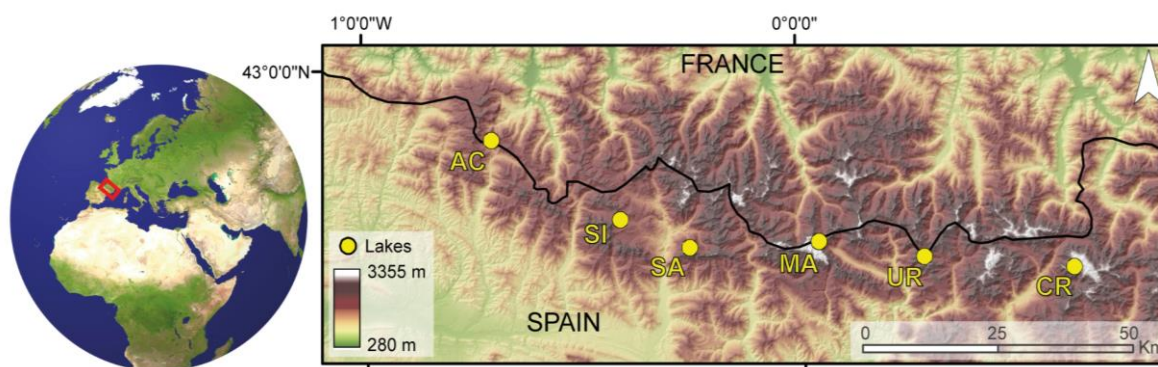 1°0'0"W
0°0'0"
43°0'0"N
FRANCE
AC
SI
SA
MA
UR
CR
Lakes
3355 m
280 m
SPAIN
0 25 50
Km